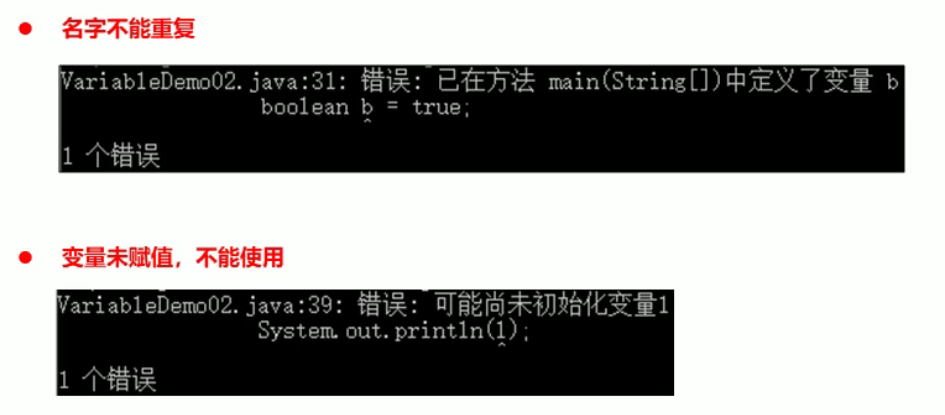 名字不能重复
VariableDemo02.java:31: 错误: 已在方法 main(String[])中定义了变量 b
boolean b = true;
^
1 个错误
变量未赋值，不能使用
VariableDemo02.java:39: 错误: 可能尚未初始化变量l
System.out.println(l);
^
1 个错误